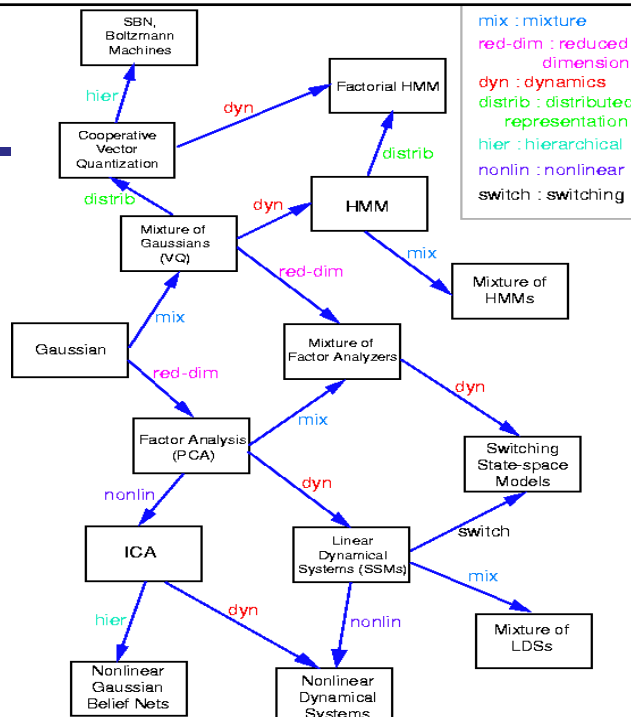 SBN,
Boltzmann
Machines
mix : mixture
red-dim : reduced
dimension
dyn : dynamics
distrib : distributed
representation
hier : hierarchical
nonlin : nonlinear
switch : switching
hier
dyn
Factorial HMM
Cooperative
Vector
Quantization
distrib
distrib
dyn
HMM
Mixture of
Gaussians
(VQ)
red-dim
mix
Mixture of
HMMs
mix
Gaussian
Mixture of
Factor Analyzers
red-dim
dyn
mix
Factor Analysis
(PCA)
Switching
State-space
Models
nonlin
dyn
switch
ICA
Linear
Dynamical
Systems (SSMs)
mix
hier
dyn
nonlin
Mixture of
LDSs
Nonlinear
Gaussian
Belief Nets
Nonlinear
Dynamical
Systems